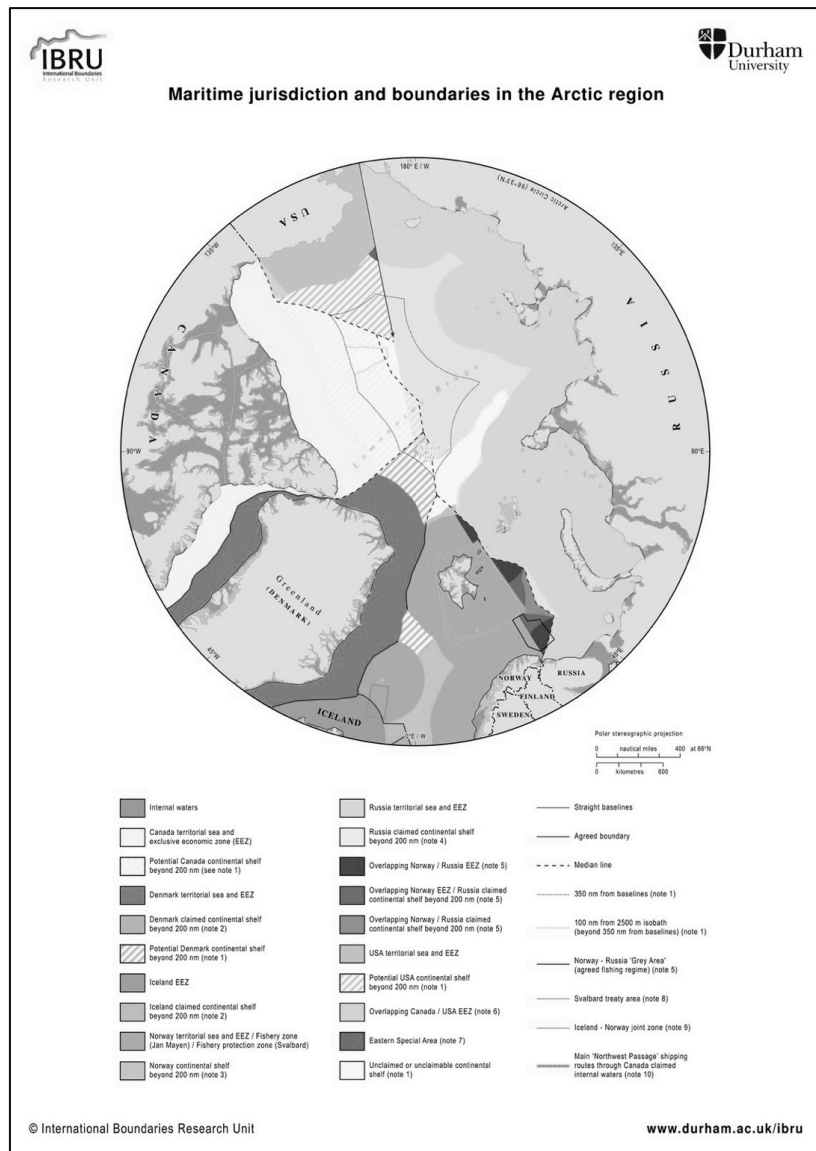 IBRU
International Boundaries
Research Unit
Durham
University
Maritime jurisdiction and boundaries in the Arctic region
180° E / W
Arctic Circle (66°33'N)
USA
135°W
135°E
CANADA
RUSSIA
90°W
90°E
North
Greenland
(DENMARK)
45°W
45°E
NORWAY
RUSSIA
FINLAND
SWEDEN
ICELAND
0°E / W
Polar stereographic projection
0 nautical miles 400 at 66°N
0 kilometres 600
Internal waters
Canada territorial sea and
exclusive economic zone (EEZ)
Potential Canada continental shelf
beyond 200 nm (see note 1)
Denmark territorial sea and EEZ
Denmark claimed continental shelf
beyond 200 nm (note 2)
Potential Denmark continental shelf
beyond 200 nm (note 1)
Iceland EEZ
Iceland claimed continental shelf
beyond 200 nm (note 2)
Norway territorial sea and EEZ / Fishery zone
(Jan Mayen) / Fishery protection zone (Svalbard)
Norway continental shelf
beyond 200 nm (note 3)
Russia territorial sea and EEZ
Russia claimed continental shelf
beyond 200 nm (note 4)
Overlapping Norway / Russia EEZ (note 5)
Overlapping Norway EEZ / Russia claimed
continental shelf beyond 200 nm (note 5)
Overlapping Norway / Russia claimed
continental shelf beyond 200 nm (note 5)
USA territorial sea and EEZ
Potential USA continental shelf
beyond 200 nm (note 1)
Overlapping Canada / USA EEZ (note 6)
Eastern Special Area (note 7)
Unclaimed or unclaimable continental
shelf (note 1)
Straight baselines
Agreed boundary
Median line
350 nm from baselines (note 1)
100 nm from 2500 m isobath
(beyond 350 nm from baselines) (note 1)
Norway - Russia 'Grey Area'
(agreed fishing regime) (note 5)
Svalbard treaty area (note 8)
Iceland - Norway joint zone (note 9)
Main 'Northwest Passage' shipping
routes through Canada claimed
internal waters (note 10)
© International Boundaries Research Unit
www.durham.ac.uk/ibru